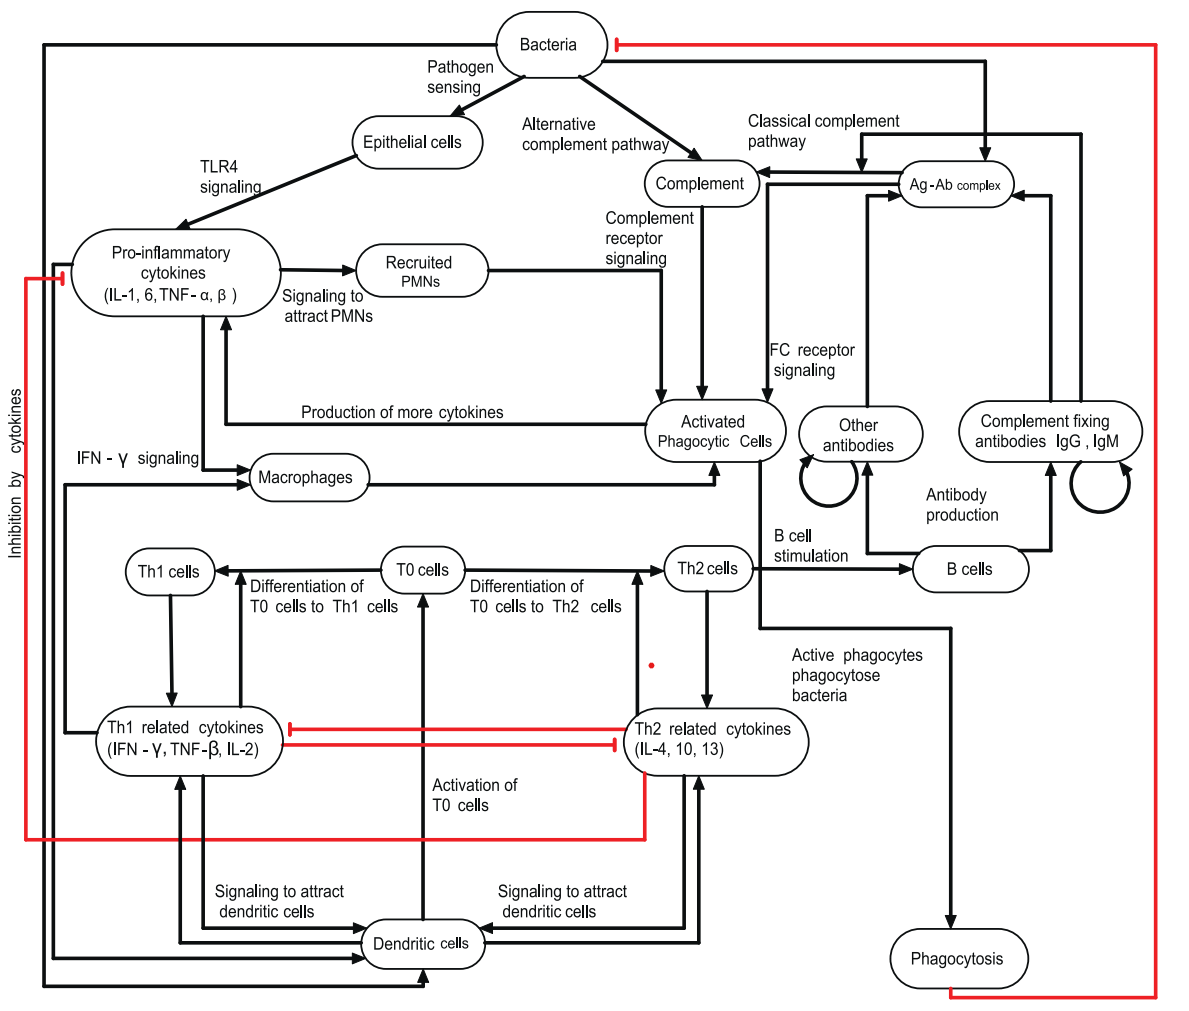 Bacteria
Pathogen
sensing
Epithelial cells
Alternative
complement pathway
Classical complement
pathway
TLR4
signaling
Complement
Ag-Ab complex
Complement
receptor
signaling
Pro-inflammatory
cytokines
(IL-1, 6, TNF- α, β )
Recruited
PMNs
Signaling to
attract PMNs
FC receptor
signaling
Production of more cytokines
Activated
Phagocytic Cells
Other
antibodies
Complement fixing
antibodies IgG , IgM
Inhibition by cytokines
IFN - γ signaling
Macrophages
Antibody
production
B cell
stimulation
Th1 cells
T0 cells
Th2 cells
B cells
Differentiation of
T0 cells to Th1 cells
Differentiation of
T0 cells to Th2 cells
Active phagocytes
phagocytose
bacteria
Th1 related cytokines
(IFN - γ, TNF-β, IL-2)
Th2 related cytokines
(IL-4, 10, 13)
Activation of
T0 cells
Signaling to attract
dendritic cells
Signaling to attract
dendritic cells
Dendritic cells
Phagocytosis